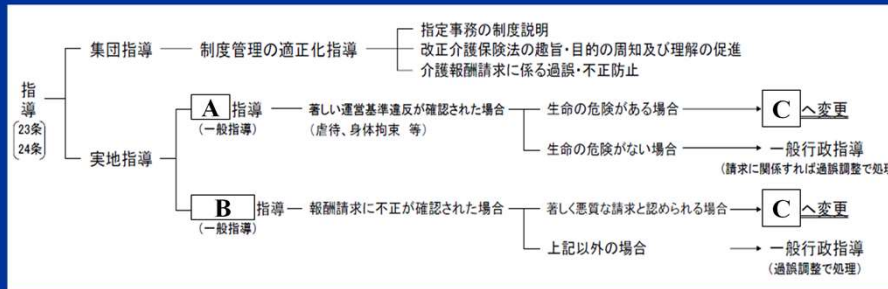 集団指導
制度管理の適正化指導
指定事務の制度説明
改正介護保険法の趣旨・目的の周知及び理解の促進
介護報酬請求に係る過誤・不正防止
指導
23条
24条
実地指導
A 指導
(一般指導)
著しい運営基準違反が確認された場合
(虐待、身体拘束 等)
生命の危険がある場合
Cへ変更
生命の危険がない場合
一般行政指導
(請求に関係すれば過誤調整で処理
B 指導
(一般指導)
報酬請求に不正が確認された場合
著しく悪質な請求と認められる場合
Cへ変更
上記以外の場合
一般行政指導
(過誤調整で処理)